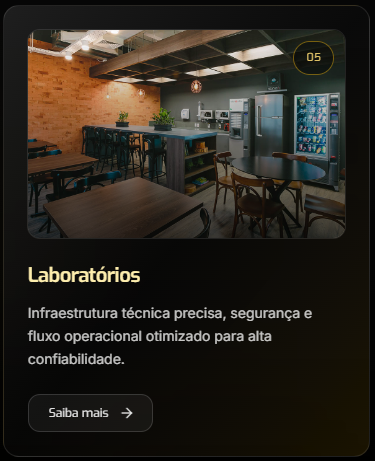 05
Laboratórios
Infraestrutura técnica precisa, segurança e
fluxo operacional otimizado para alta
confiabilidade.
Saiba mais →